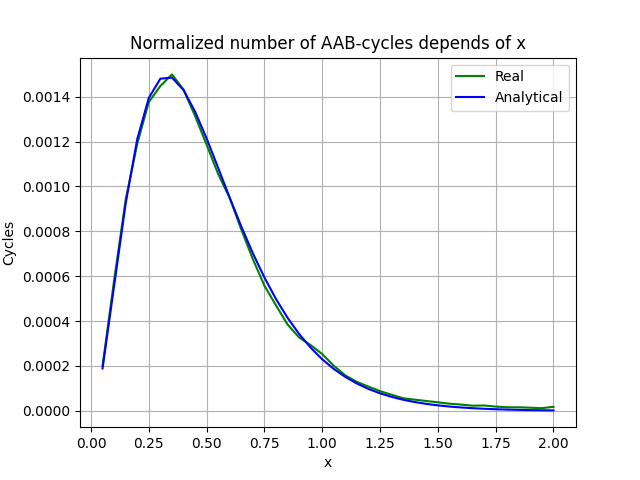 Normalized number of AAB-cycles depends of x
Real
Analytical
Cycles
0.0014
0.0012
0.0010
0.0008
0.0006
0.0004
0.0002
0.0000
0.00 0.25 0.50 0.75 1.00 1.25 1.50 1.75 2.00
x